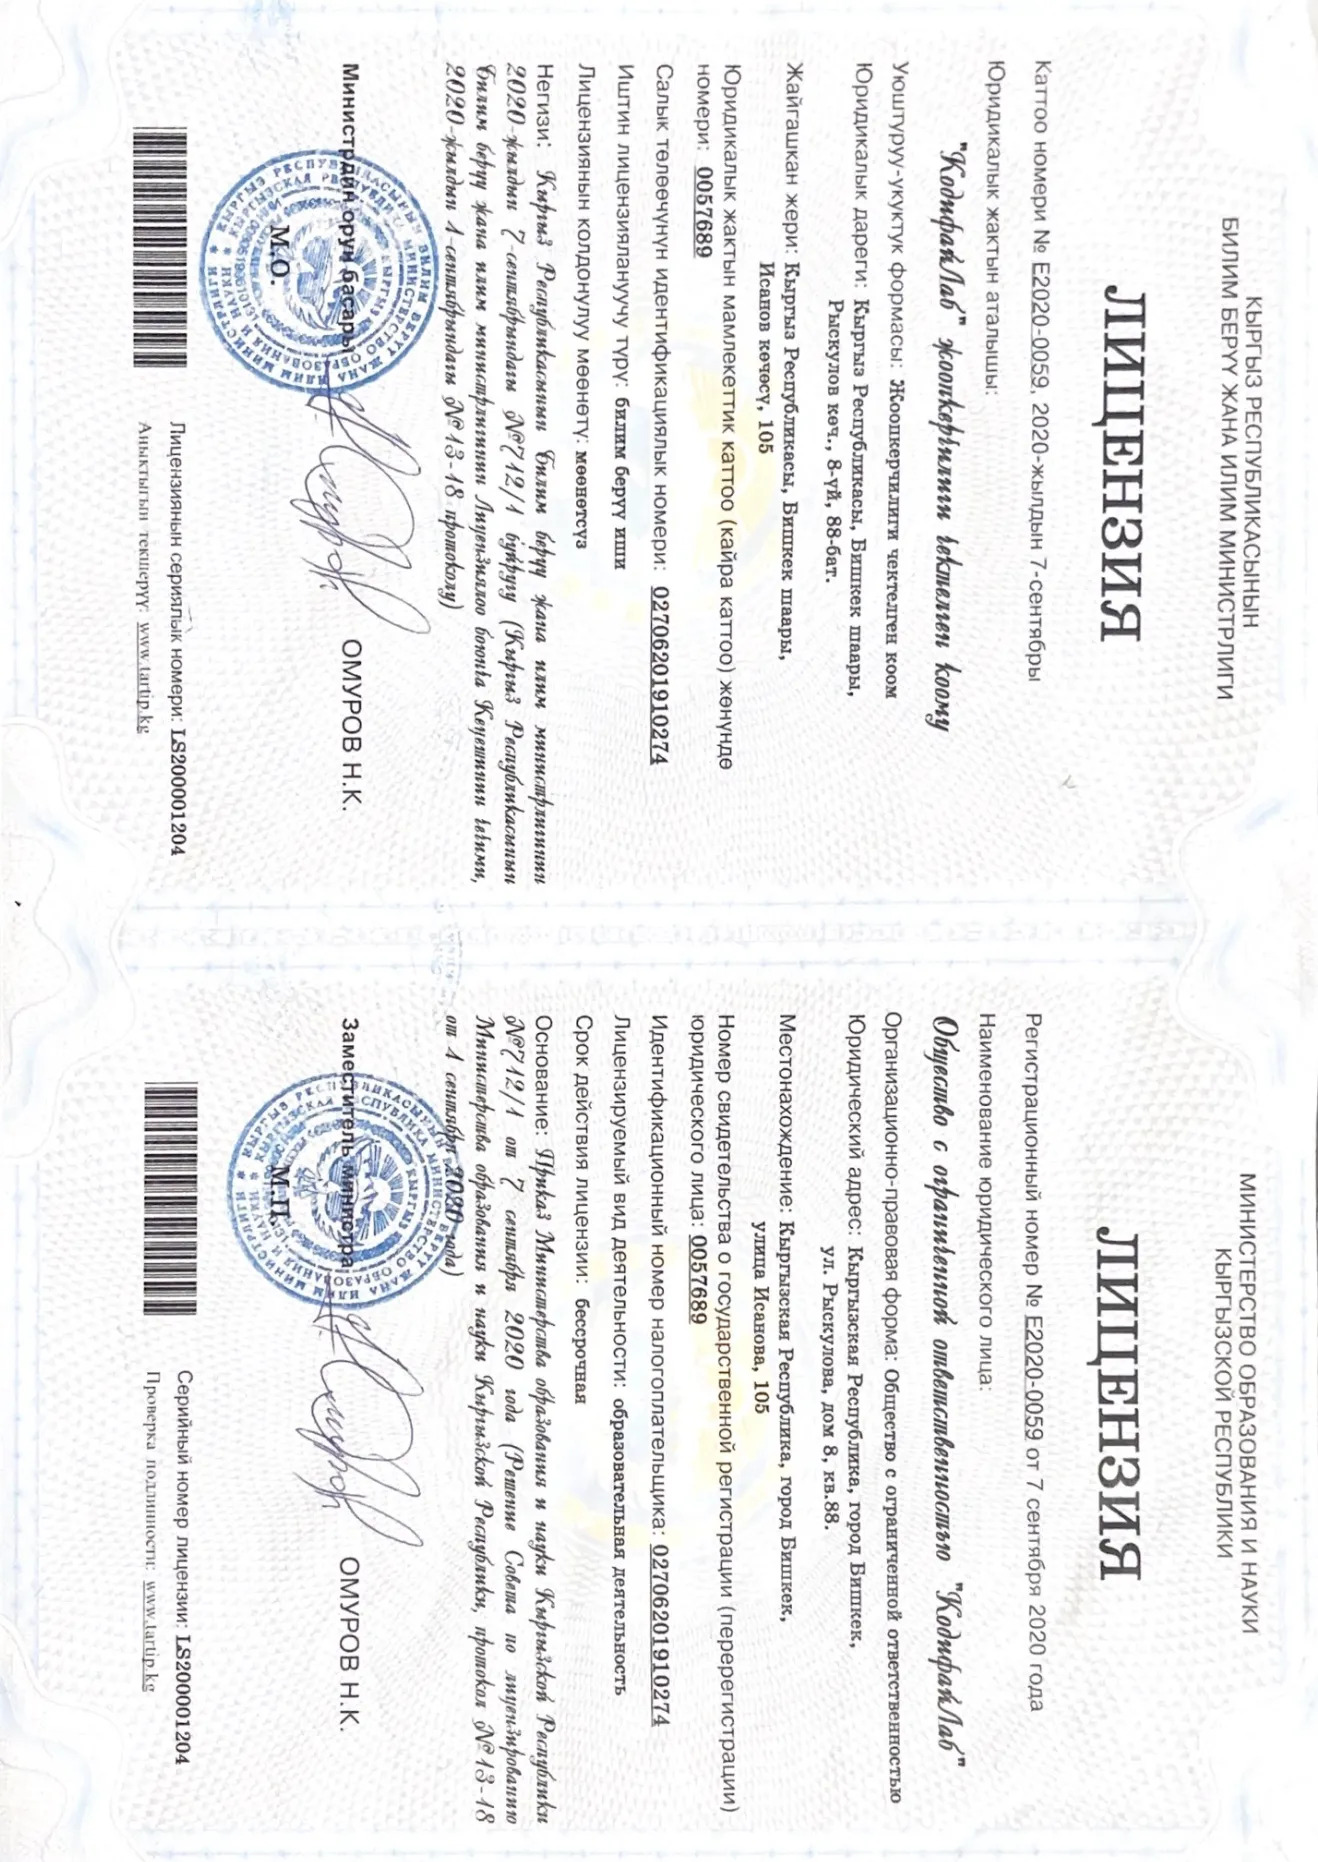 КЫРГЫЗ РЕСПУБЛИКАСЫНЫН
БИЛИМ БЕРҮҮ ЖАНА ИЛИМ МИНИСТРЛИГИ
ЛИЦЕНЗИЯ
Каттоо номери № E2020-0059, 2020-жылдын 7-сентябры
Юридикалык жактын аталышы:
"КодифайЛаб" жоопкерчилиги чектелген коому
Уюштуруу-укуктук формасы: Жоопкерчилиги чектелген коом
Юридикалык дареги: Кыргыз Республикасы, Бишкек шаары,
Рыскулов көч., 8-үй, 88-бат.
Жайгашкан жери: Кыргыз Республикасы, Бишкек шаары,
Исанов көчөсү, 105
Юридикалык жактын мамлекеттик каттоо (кайра каттоо) жөнүндө
номери: 0057689
Салык төлөөчүнүн идентификациялык номери: 02706201910274
Иштин лицензиялануучу түрү: билим берүү иши
Лицензиянын колдонулуу мөөнөтү: мөөнөтсүз
Негизи: Кыргыз Республикасынын Билим берүү жана илим министрлигинин
2020-жылдын 7-сентябрындагы №712/1 буйругу (Кыргыз Республикасынын
Билим берүү жана илим министрлигинин Лицензиялоо боюнча Кеңешинин чечими,
2020-жылдын 4-сентябрындагы №13-18 протоколу)
Министрдин орун басары ОМУРОВ Н.К.
М.О.
Лицензиянын сериялык номери: LS200001204
Аныктыгын текшерүү: www.tartip.kg
МИНИСТЕРСТВО ОБРАЗОВАНИЯ И НАУКИ
КЫРГЫЗСКОЙ РЕСПУБЛИКИ
ЛИЦЕНЗИЯ
Регистрационный номер № E2020-0059 от 7 сентября 2020 года
Наименование юридического лица:
Общество с ограниченной ответственностью "КодифайЛаб"
Организационно-правовая форма: Общество с ограниченной ответственностью
Юридический адрес: Кыргызская Республика, город Бишкек,
ул. Рыскулова, дом 8, кв.88.
Местонахождение: Кыргызская Республика, город Бишкек,
улица Исанова, 105
Номер свидетельства о государственной регистрации (перерегистрации)
юридического лица: 0057689
Идентификационный номер налогоплательщика: 02706201910274
Лицензируемый вид деятельности: образовательная деятельность
Срок действия лицензии: бессрочная
Основание: Приказ Министерства образования и науки Кыргызской Республики
№712/1 от 7 сентября 2020 года (Решение Совета по лицензированию
Министерства образования и науки Кыргызской Республики, протокол №13-18
от 4 сентября 2020 года)
Заместитель министра ОМУРОВ Н.К.
М.П.
Серийный номер лицензии: LS200001204
Проверка подлинности: www.tartip.kg